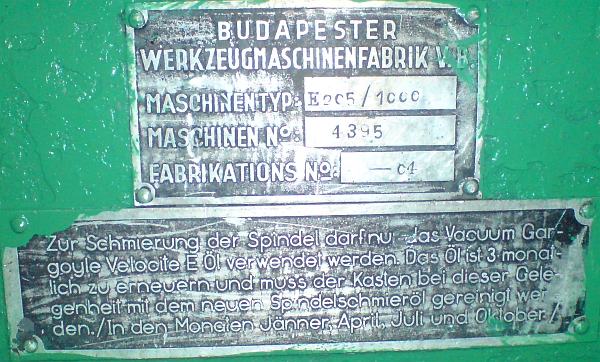 BUDAPESTER
WERKZEUGMASCHINENFABRIK V.B.
MASCHINENTYP: E205/1000
MASCHINEN No: 4395
FABRIKATIONS No: — 04
Zur Schmierung der Spindel darf nu das Vacuum Gar-
goyle Velocite E Öl verwendet werden. Das Öl ist 3 monat-
lich zu erneuern und muss der Kasten bei dieser Gele-
genheit mit dem neuen Spindelschmieröl gereinigt wer-
den. /In den Monaten Jänner, April, Juli und Oktober/